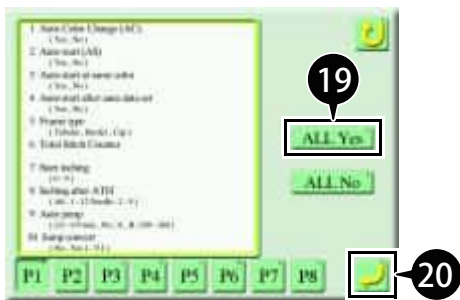 1 Auto Color Change (AC)
(Yes, No)
2 Auto start (AS)
(Yes, No)
3 Auto start at same color
(Yes, No)
4 Auto start after auto data set
(Yes, No)
5 Frame type
(Tubular, Border, Cap)
6 Total Stitch Counter
7 Start inching
8 Inching after ATH
9 Auto jump
10 Jump convert
19
ALL Yes
ALL No
P1 P2 P3 P4 P5 P6 P7 P8
20